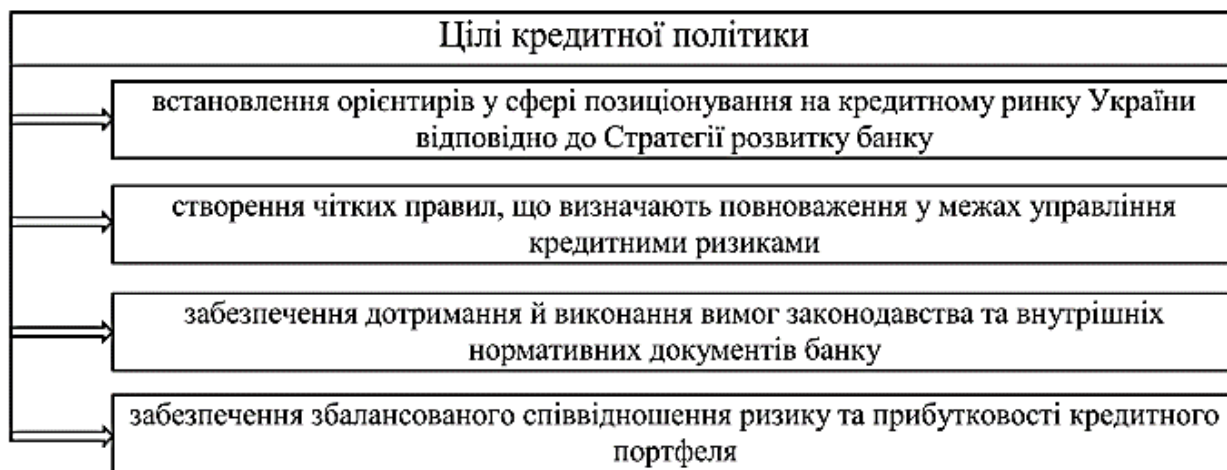 Цілі кредитної політики
встановлення орієнтирів у сфері позиціонування на кредитному ринку України
відповідно до Стратегії розвитку банку
створення чітких правил, що визначають повноваження у межах управління
кредитними ризиками
забезпечення дотримання й виконання вимог законодавства та внутрішніх
нормативних документів банку
забезпечення збалансованого співвідношення ризику та прибутковості кредитного
портфеля